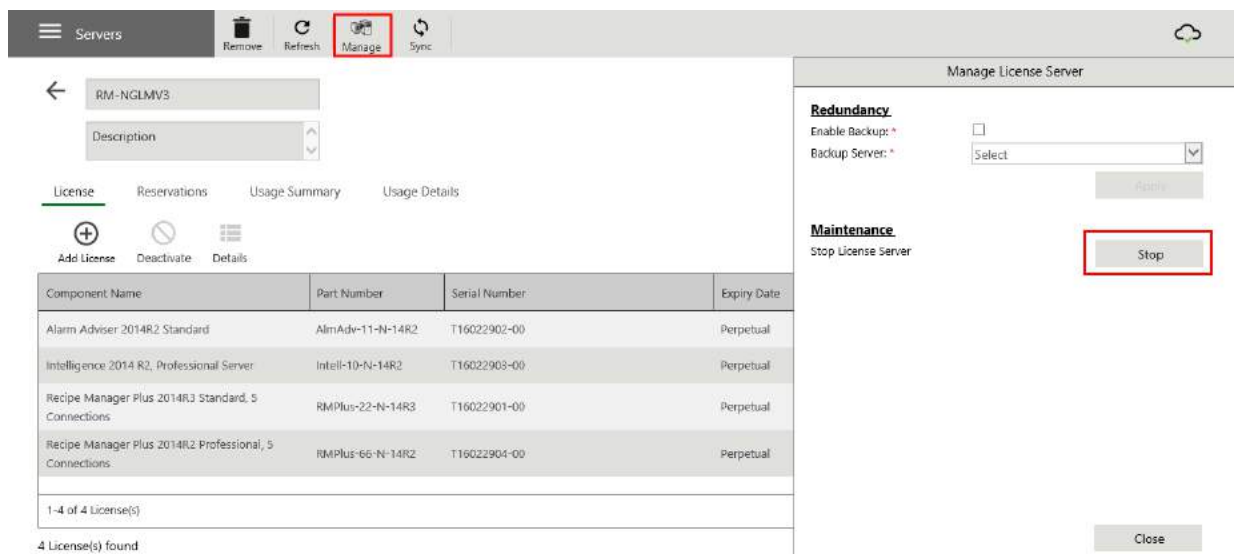 Servers
Remove
Refresh
Manage
Sync
RM-NGLMV3
Description
License Reservations Usage Summary Usage Details
Add License Deactivate Details
Component Name Part Number Serial Number Expiry Date
Alarm Adviser 2014R2 Standard AlmAdv-11-N-14R2 T16022902-00 Perpetual
Intelligence 2014 R2, Professional Server Intell-10-N-14R2 T16022903-00 Perpetual
Recipe Manager Plus 2014R3 Standard, 5
Connections RMPlus-22-N-14R3 T16022901-00 Perpetual
Recipe Manager Plus 2014R2 Professional, 5
Connections RMPlus-66-N-14R2 T16022904-00 Perpetual
1-4 of 4 License(s)
4 License(s) found
Manage License Server
Redundancy
Enable Backup: *
Backup Server: * Select
Apply
Maintenance
Stop License Server Stop
Close